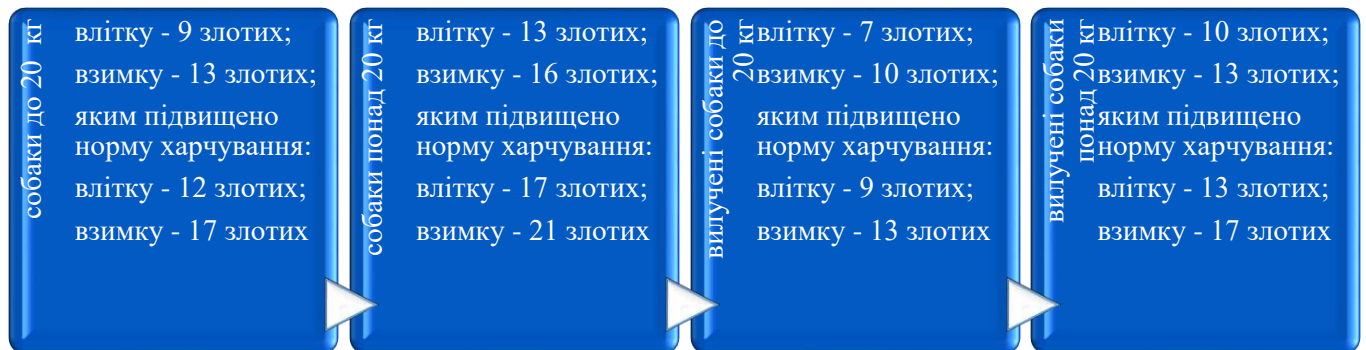 собаки до 20 кг
влітку - 9 злотих;
взимку - 13 злотих;
яким підвищено
норму харчування:
влітку - 12 злотих;
взимку - 17 злотих
собаки понад 20 кг
влітку - 13 злотих;
взимку - 16 злотих;
яким підвищено
норму харчування:
влітку - 17 злотих;
взимку - 21 злотих
вилучені собаки до
20 кг
влітку - 7 злотих;
взимку - 10 злотих;
яким підвищено
норму харчування:
влітку - 9 злотих;
взимку - 13 злотих
вилучені собаки
понад 20 кг
влітку - 10 злотих;
взимку - 13 злотих;
яким підвищено
норму харчування:
влітку - 13 злотих;
взимку - 17 злотих